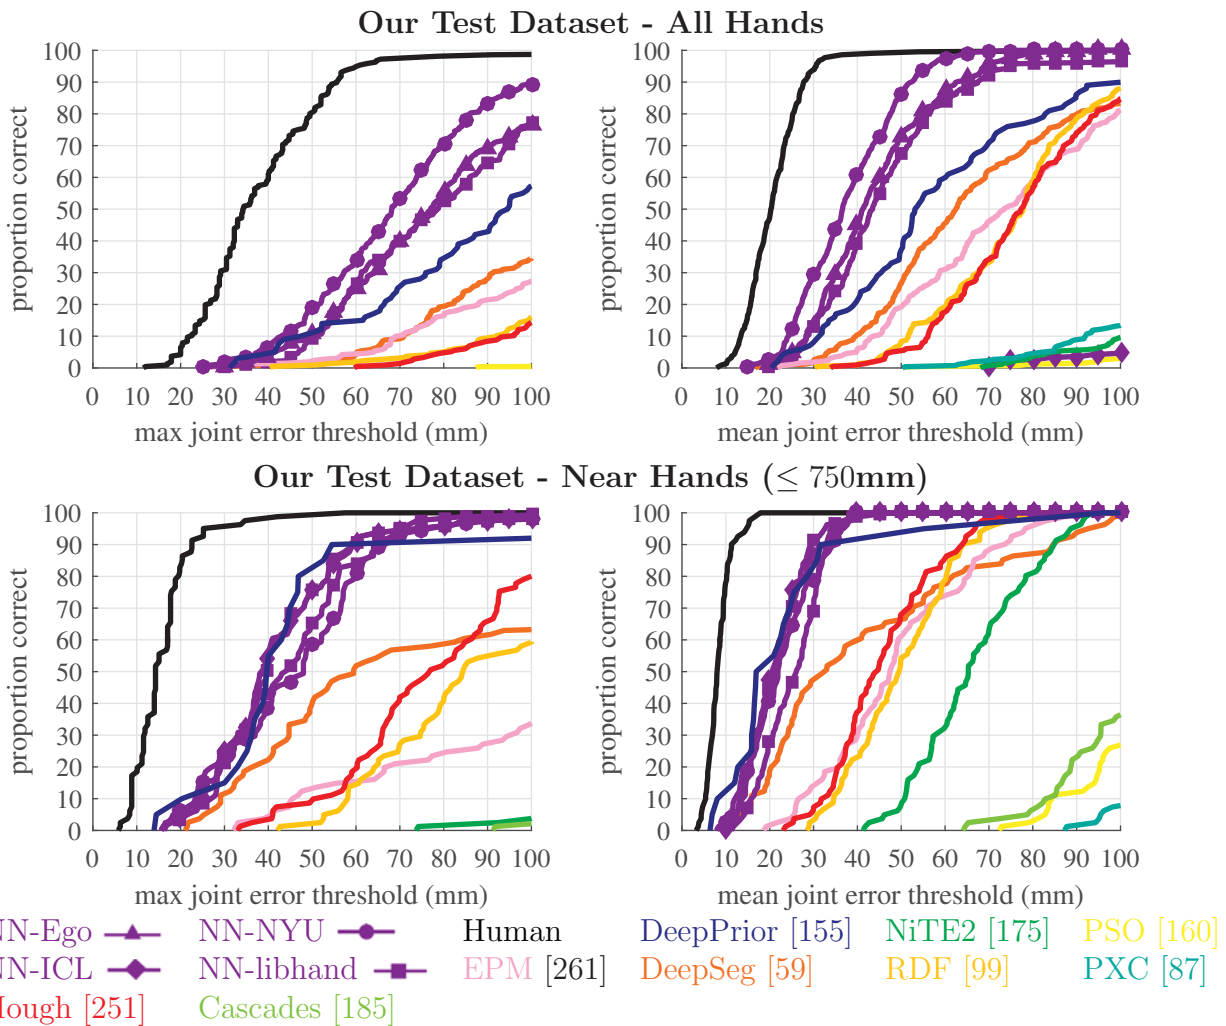 Our Test Dataset - All Hands
100
90
80
70
60
50
40
30
20
10
0
proportion correct
0 10 20 30 40 50 60 70 80 90 100
max joint error threshold (mm)
100
90
80
70
60
50
40
30
20
10
0
proportion correct
0 10 20 30 40 50 60 70 80 90 100
mean joint error threshold (mm)
Our Test Dataset - Near Hands (≤ 750mm)
100
90
80
70
60
50
40
30
20
10
0
proportion correct
0 10 20 30 40 50 60 70 80 90 100
max joint error threshold (mm)
100
90
80
70
60
50
40
30
20
10
0
proportion correct
0 10 20 30 40 50 60 70 80 90 100
mean joint error threshold (mm)
NN-Ego NN-NYU Human DeepPrior [155] NiTE2 [175] PSO [160]
NN-ICL NN-libhand EPM [261] DeepSeg [59] RDF [99] PXC [87]
Hough [251] Cascades [185]